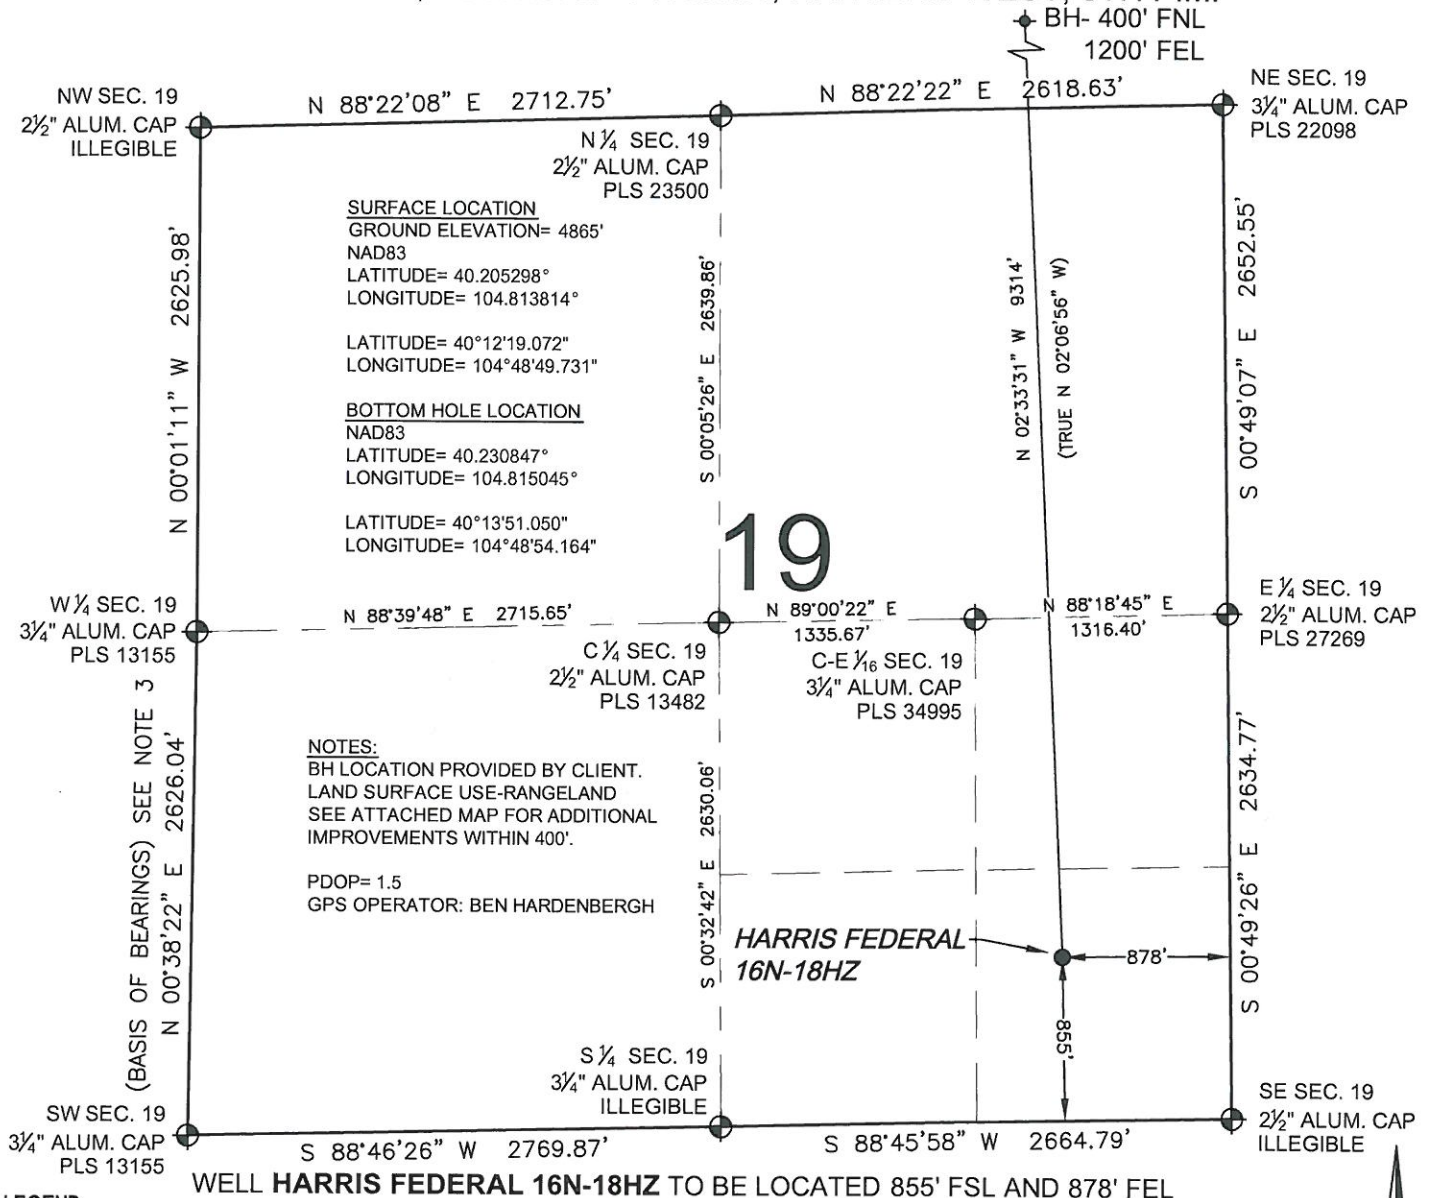 BH- 400' FNL
1200' FEL
NW SEC. 19
2½" ALUM. CAP
ILLEGIBLE
N 88°22'08" E 2712.75'
N 88°22'22" E 2618.63'
NE SEC. 19
3¼" ALUM. CAP
PLS 22098
N ¼ SEC. 19
2½" ALUM. CAP
PLS 23500
SURFACE LOCATION
GROUND ELEVATION= 4865'
NAD83
LATITUDE= 40.205298°
LONGITUDE= 104.813814°
LATITUDE= 40°12'19.072"
LONGITUDE= 104°48'49.731"
BOTTOM HOLE LOCATION
NAD83
LATITUDE= 40.230847°
LONGITUDE= 104.815045°
LATITUDE= 40°13'51.050"
LONGITUDE= 104°48'54.164"
N 00°01'11" W 2625.98'
S 00°05'26" E 2639.86'
N 02°33'31" W 9314'
(TRUE N 02°06'56" W)
S 00°49'07" E 2652.55'
19
W ¼ SEC. 19
3¼" ALUM. CAP
PLS 13155
N 88°39'48" E 2715.65'
N 89°00'22" E
1335.67'
N 88°18'45" E
1316.40'
E ¼ SEC. 19
2½" ALUM. CAP
PLS 27269
C ¼ SEC. 19
2½" ALUM. CAP
PLS 13482
C-E 1/16 SEC. 19
3¼" ALUM. CAP
PLS 34995
NOTES:
BH LOCATION PROVIDED BY CLIENT.
LAND SURFACE USE-RANGELAND
SEE ATTACHED MAP FOR ADDITIONAL
IMPROVEMENTS WITHIN 400'.
PDOP= 1.5
GPS OPERATOR: BEN HARDENBERGH
(BASIS OF BEARINGS) SEE NOTE 3
N 00°38'22" E 2626.04'
S 00°32'42" E 2630.06'
S 00°49'26" E 2634.77'
HARRIS FEDERAL
16N-18HZ
878'
855'
S ¼ SEC. 19
3¼" ALUM. CAP
ILLEGIBLE
SW SEC. 19
3¼" ALUM. CAP
PLS 13155
SE SEC. 19
2½" ALUM. CAP
ILLEGIBLE
S 88°46'26" W 2769.87'
S 88°45'58" W 2664.79'
WELL HARRIS FEDERAL 16N-18HZ TO BE LOCATED 855' FSL AND 878' FEL